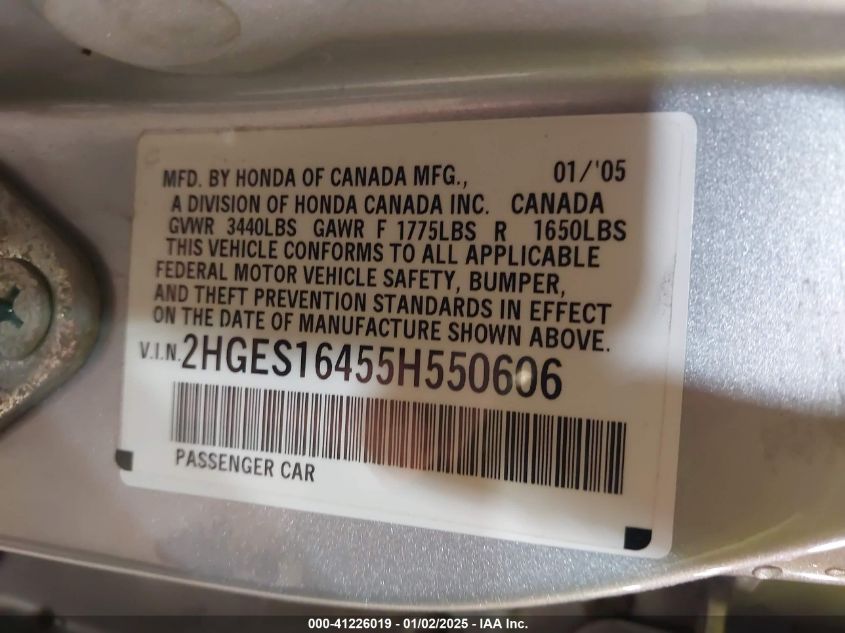 MFD. BY HONDA OF CANADA MFG., 01/'05
A DIVISION OF HONDA CANADA INC. CANADA
GVWR 3440LBS GAWR F 1775LBS R 1650LBS
THIS VEHICLE CONFORMS TO ALL APPLICABLE
FEDERAL MOTOR VEHICLE SAFETY, BUMPER,
AND THEFT PREVENTION STANDARDS IN EFFECT
ON THE DATE OF MANUFACTURE SHOWN ABOVE.
V.I.N. 2HGES16455H550606
PASSENGER CAR
000-41226019 - 01/02/2025 - IAA Inc.